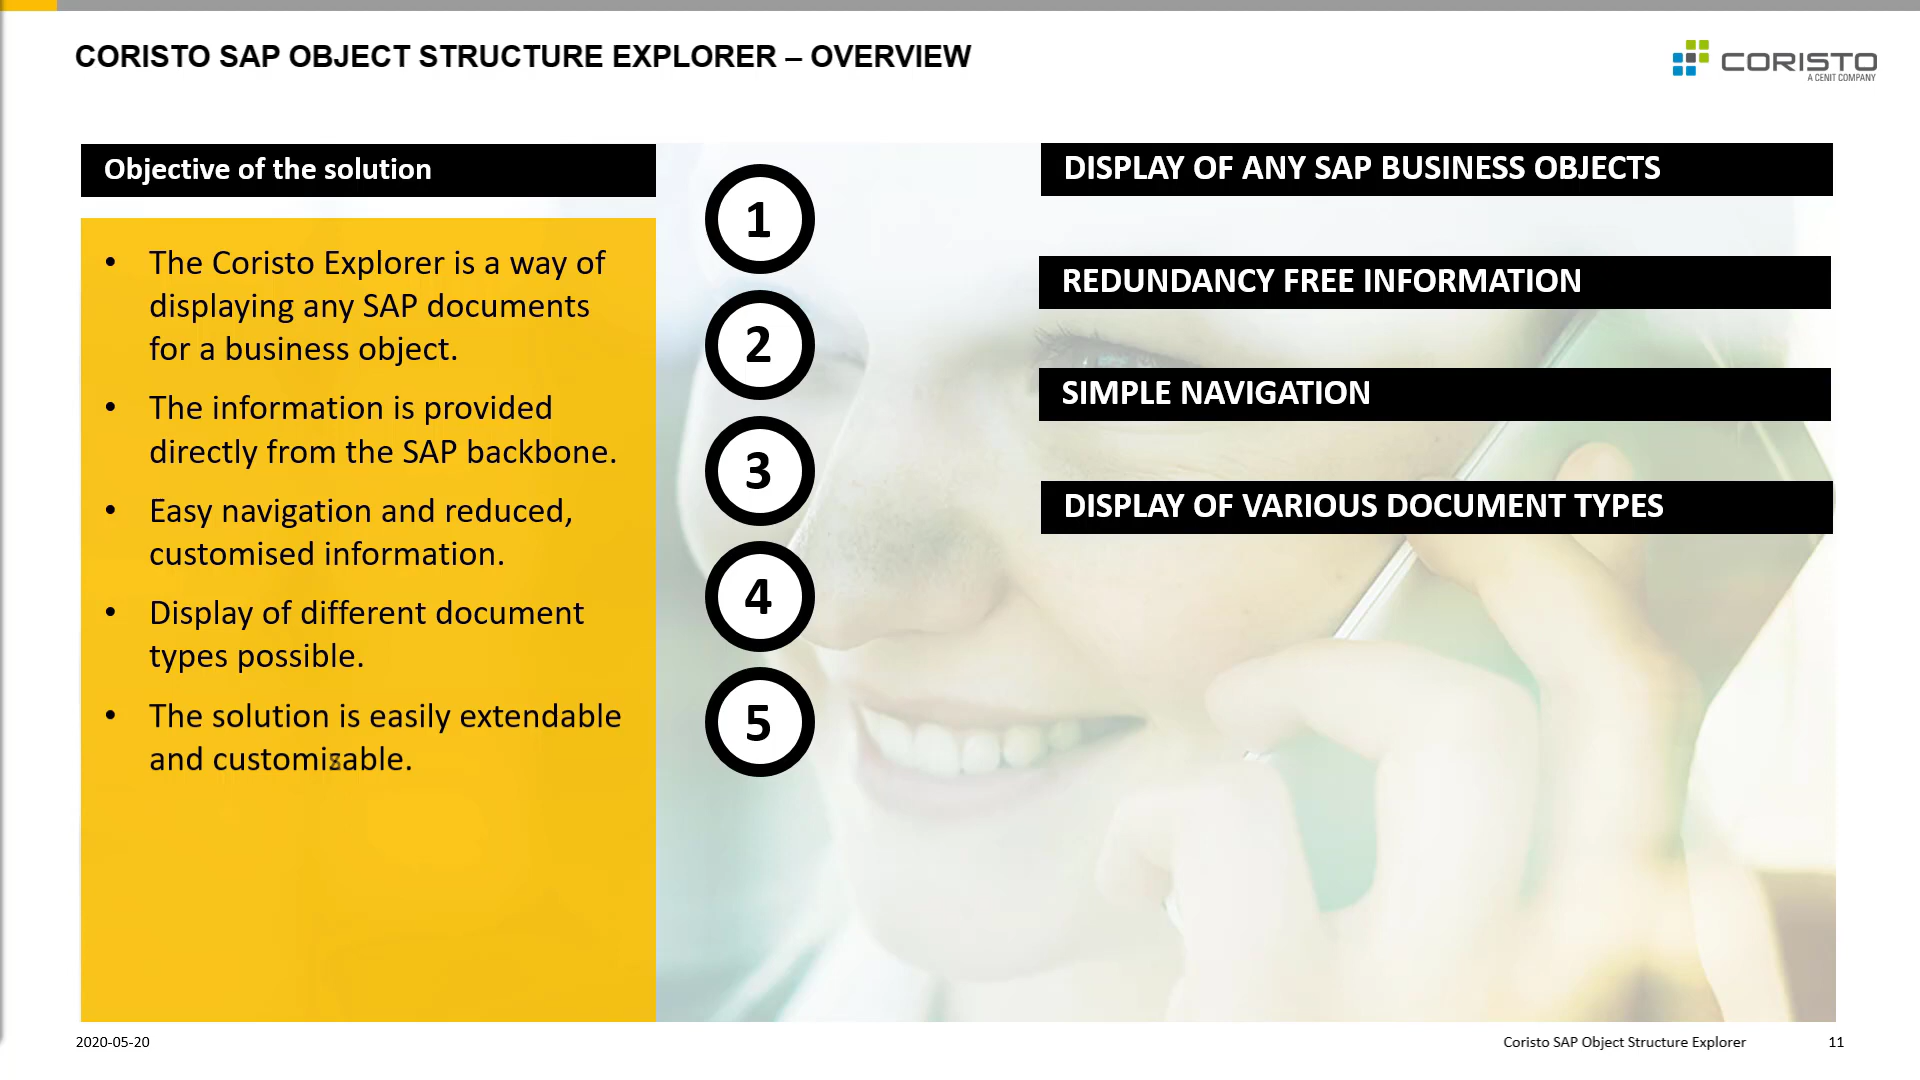 CORISTO SAP OBJECT STRUCTURE EXPLORER – OVERVIEW
CORISTO
A CENIT COMPANY
Objective of the solution
• The Coristo Explorer is a way of
displaying any SAP documents
for a business object.
• The information is provided
directly from the SAP backbone.
• Easy navigation and reduced,
customised information.
• Display of different document
types possible.
• The solution is easily extendable
and customizable.
1
2
3
4
5
DISPLAY OF ANY SAP BUSINESS OBJECTS
REDUNDANCY FREE INFORMATION
SIMPLE NAVIGATION
DISPLAY OF VARIOUS DOCUMENT TYPES
2020-05-20
Coristo SAP Object Structure Explorer
11